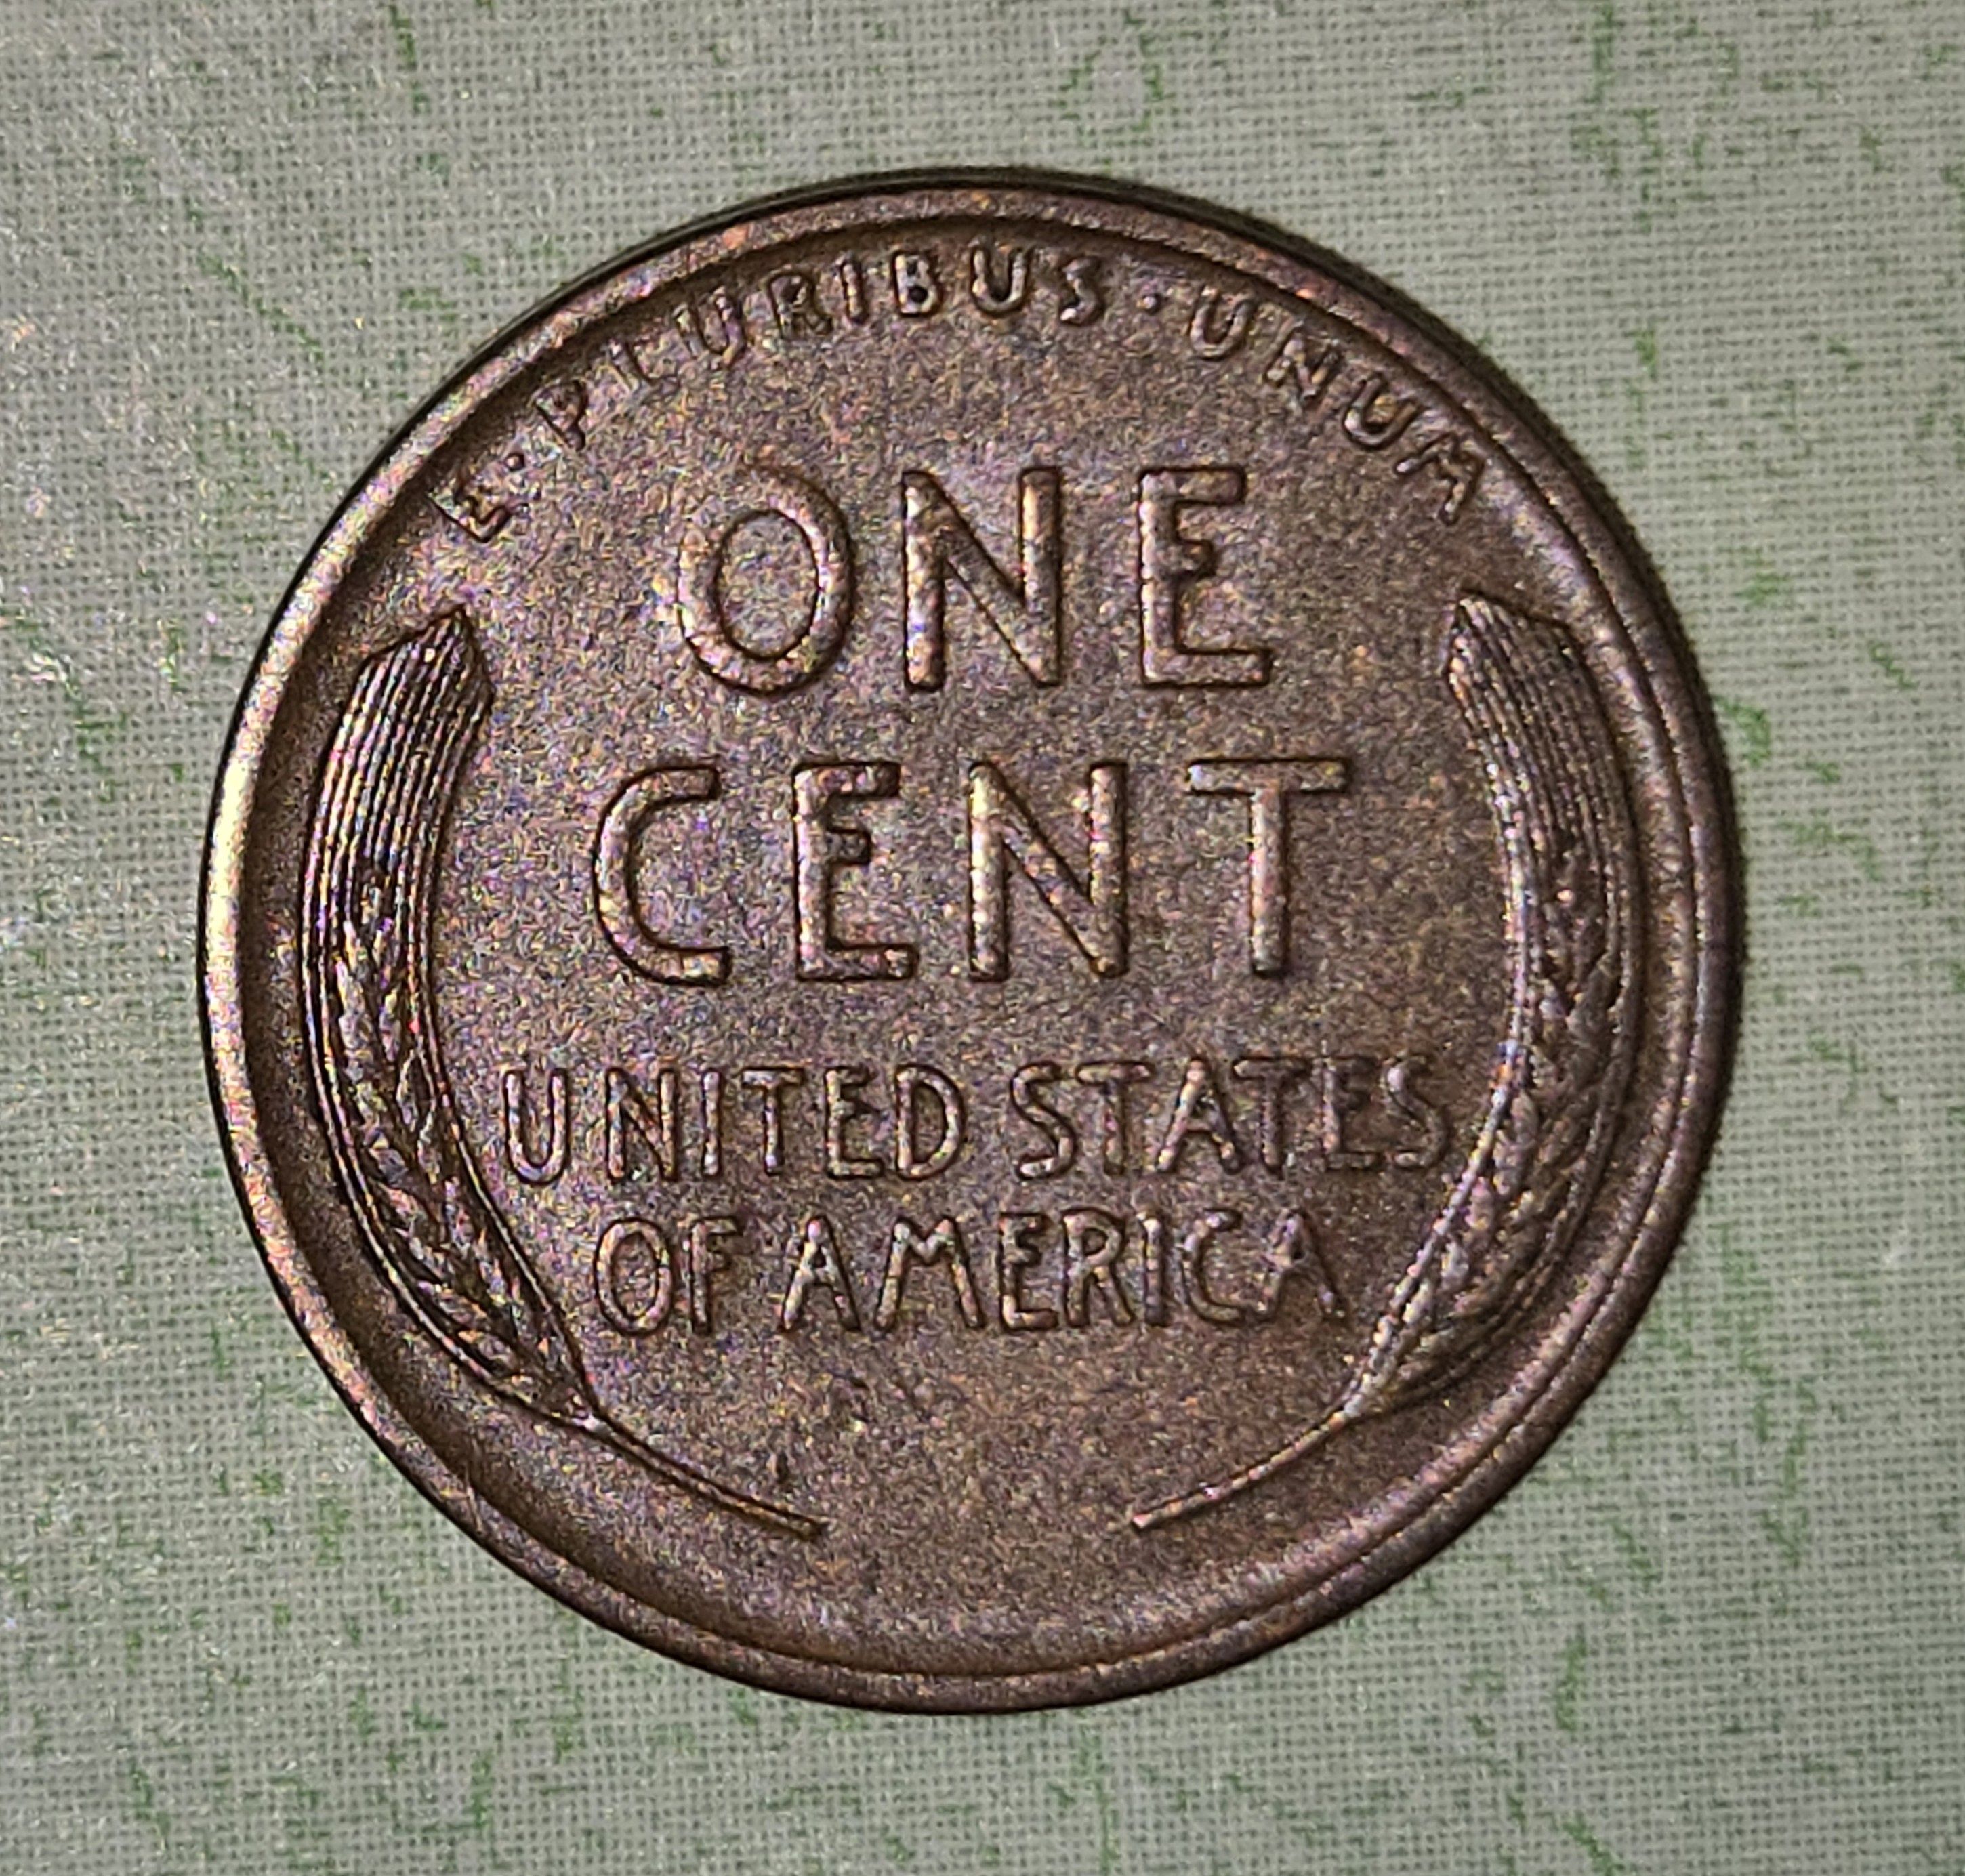 E·PLURIBUS·UNUM
ONE
CENT
UNITED STATES
OF AMERICA